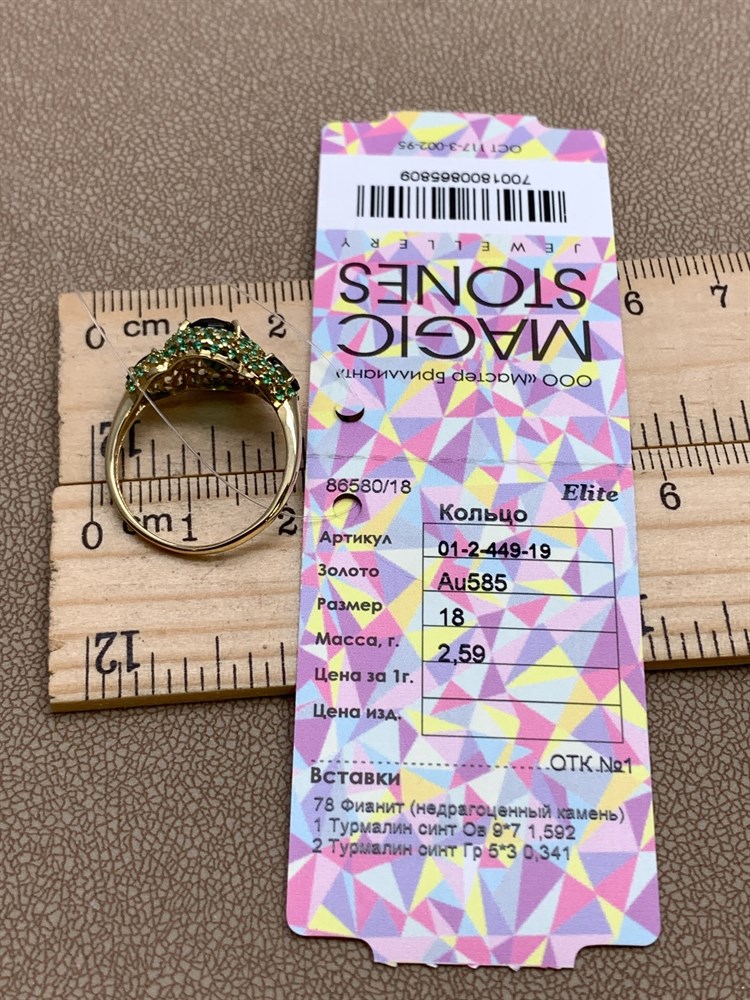 ОСТ 117-3-002-95
7001800865809
JEWELLERY
MAGIC
STONES
ООО «Мастер Бриллиант»
0 cm 2 6 7
12
0 cm 1 2 6
12
86580/18
Elite
Кольцо
Артикул 01-2-449-19
Золото Au585
Размер 18
Масса, г. 2,59
Цена за 1г.
Цена изд.
ОТК №1
Вставки
78 Фианит (недрагоценный камень)
1 Турмалин синт Ов 9*7 1,592
2 Турмалин синт Гр 5*3 0,341